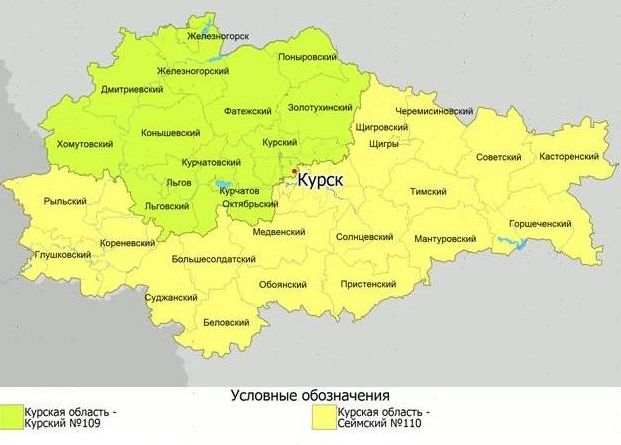 Железногорск
Поныровский
Железногорский
Дмитриевский
Фатежский
Золотухинский
Черемисиновский
Щигровский
Хомутовский
Конышевский
Курский
Щигры
Советский
Касторенский
Курчатовский
Льгов
Курчатов
Курск
Тимский
Рыльский
Льговский
Октябрьский
Горшеченский
Медвенский
Солнцевский
Мантуровский
Кореневский
Глушковский
Большесолдатский
Обоянский
Пристенский
Суджанский
Беловский
Условные обозначения
Курская область -
Курский №109
Курская область -
Сеймский №110